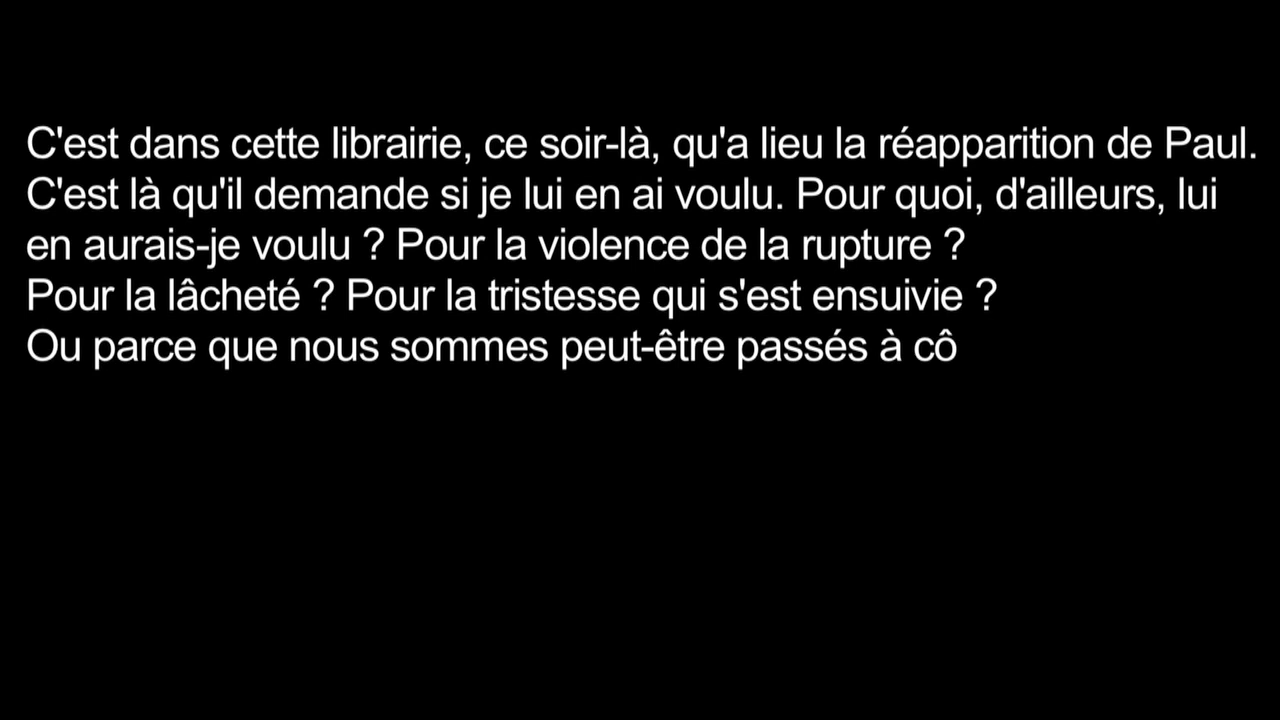 C'est dans cette librairie, ce soir-là, qu'a lieu la réapparition de Paul.
C'est là qu'il demande si je lui en ai voulu. Pour quoi, d'ailleurs, lui
en aurais-je voulu ? Pour la violence de la rupture ?
Pour la lâcheté ? Pour la tristesse qui s'est ensuivie ?
Ou parce que nous sommes peut-être passés à cô